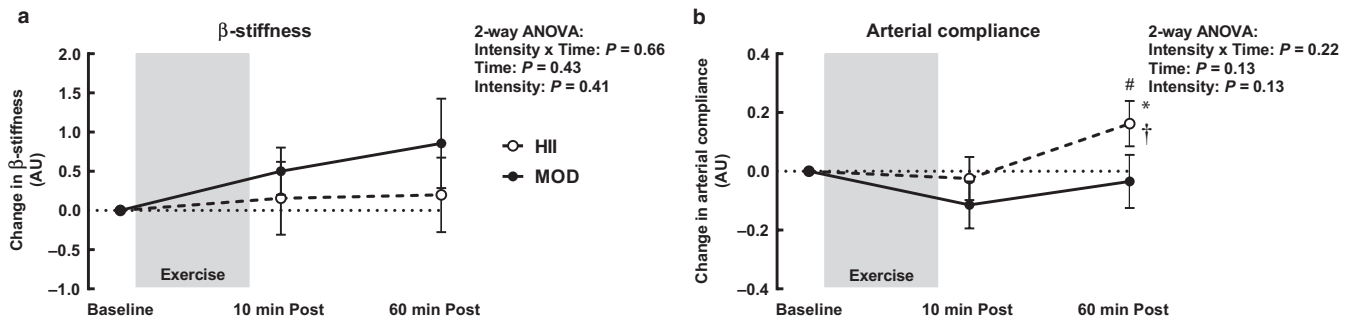 a
β-stiffness
2-way ANOVA:
Intensity x Time: P = 0.66
Time: P = 0.43
Intensity: P = 0.41
Change in β-stiffness
(AU)
2.0
1.5
1.0
0.5
0.0
–0.5
–1.0
Exercise
Baseline
10 min Post
60 min Post
HII
MOD
b
Arterial compliance
2-way ANOVA:
Intensity x Time: P = 0.22
Time: P = 0.13
Intensity: P = 0.13
Change in arterial compliance
(AU)
0.4
0.2
0.0
–0.2
–0.4
#
*
†
Exercise
Baseline
10 min Post
60 min Post